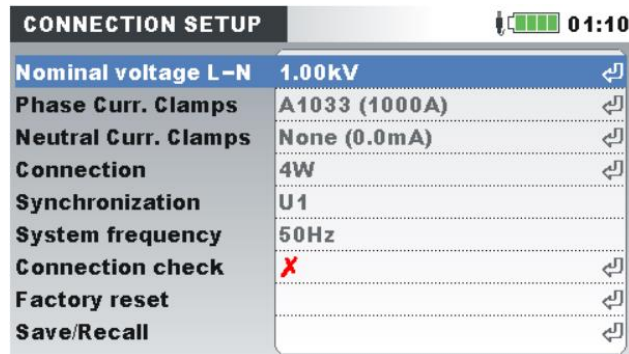 CONNECTION SETUP 01:10
Nominal voltage L-N 1.00kV
Phase Curr. Clamps A1033 (1000A)
Neutral Curr. Clamps None (0.0mA)
Connection 4W
Synchronization U1
System frequency 50Hz
Connection check ✗
Factory reset
Save/Recall